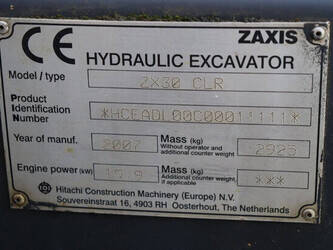 CE ZAXIS
HYDRAULIC EXCAVATOR
Model / type ZX30 CLR
Product
Identification
Number
Year of manuf. 2007 Mass (kg)
Without operator and
additional counter weight
Engine power (kW) Mass (kg)
Additional counter weight
if applicable ***
Hitachi Construction Machinery (Europe) N.V.
Souvereinstraat 16, 4903 RH Oosterhout, The Netherlands